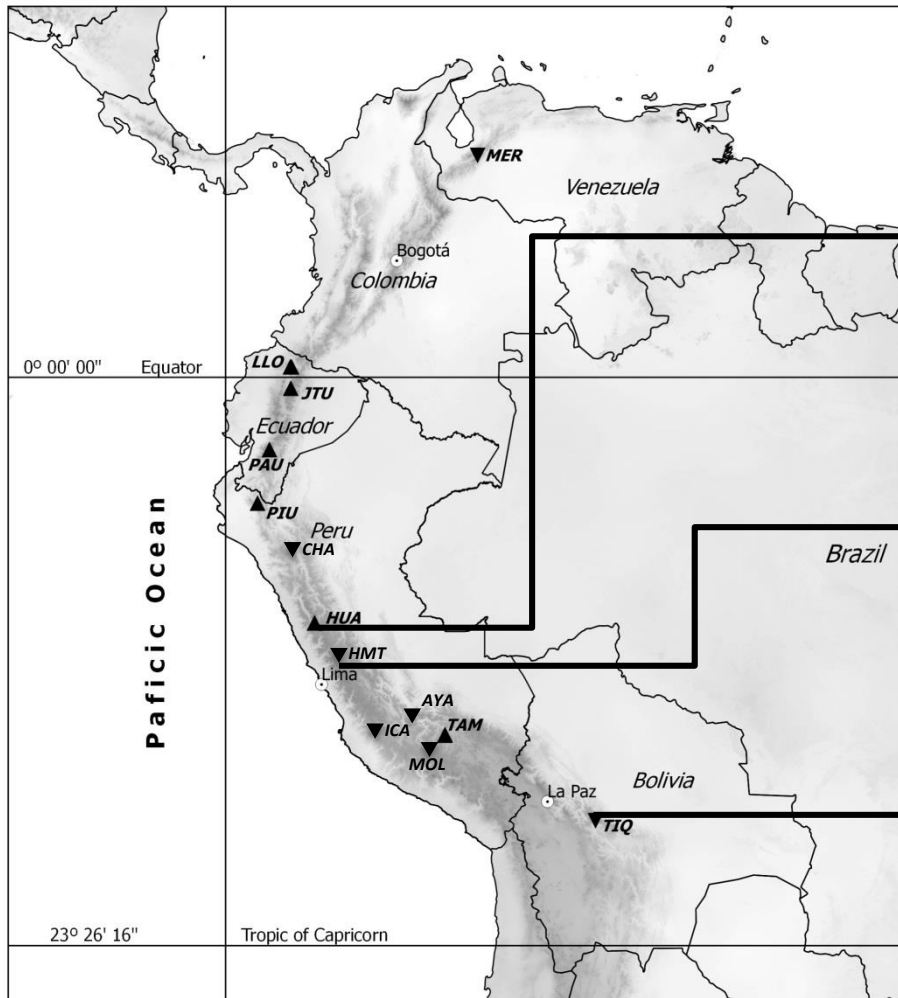 MER
Venezuela
Bogotá
Colombia
LLO
0º 00' 00"
Equator
JTU
Ecuador
PAU
PIU
Peru
CHA
Brazil
HUA
HMT
Lima
AYA
ICA
TAM
MOL
La Paz
Bolivia
TIQ
Paficic Ocean
23º 26' 16"
Tropic of Capricorn